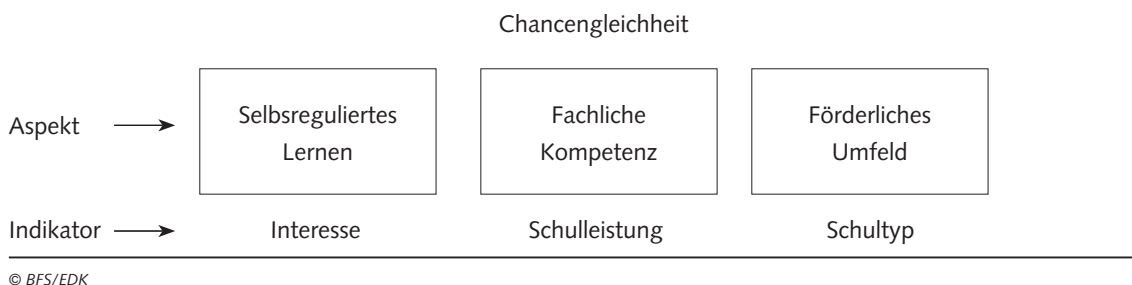 Chancengleichheit
Aspekt
Selbsreguliertes
Lernen
Fachliche
Kompetenz
Förderliches
Umfeld
Indikator
Interesse
Schulleistung
Schultyp
© BFS/EDK